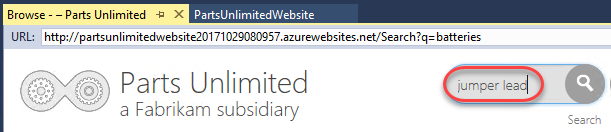 Browse - – Parts Unlimited
PartsUnlimitedWebsite
URL: http://partsunlimitedwebsite20171029080957.azurewebsites.net/Search?q=batteries
Parts Unlimited
a Fabrikam subsidiary
jumper lead
Search